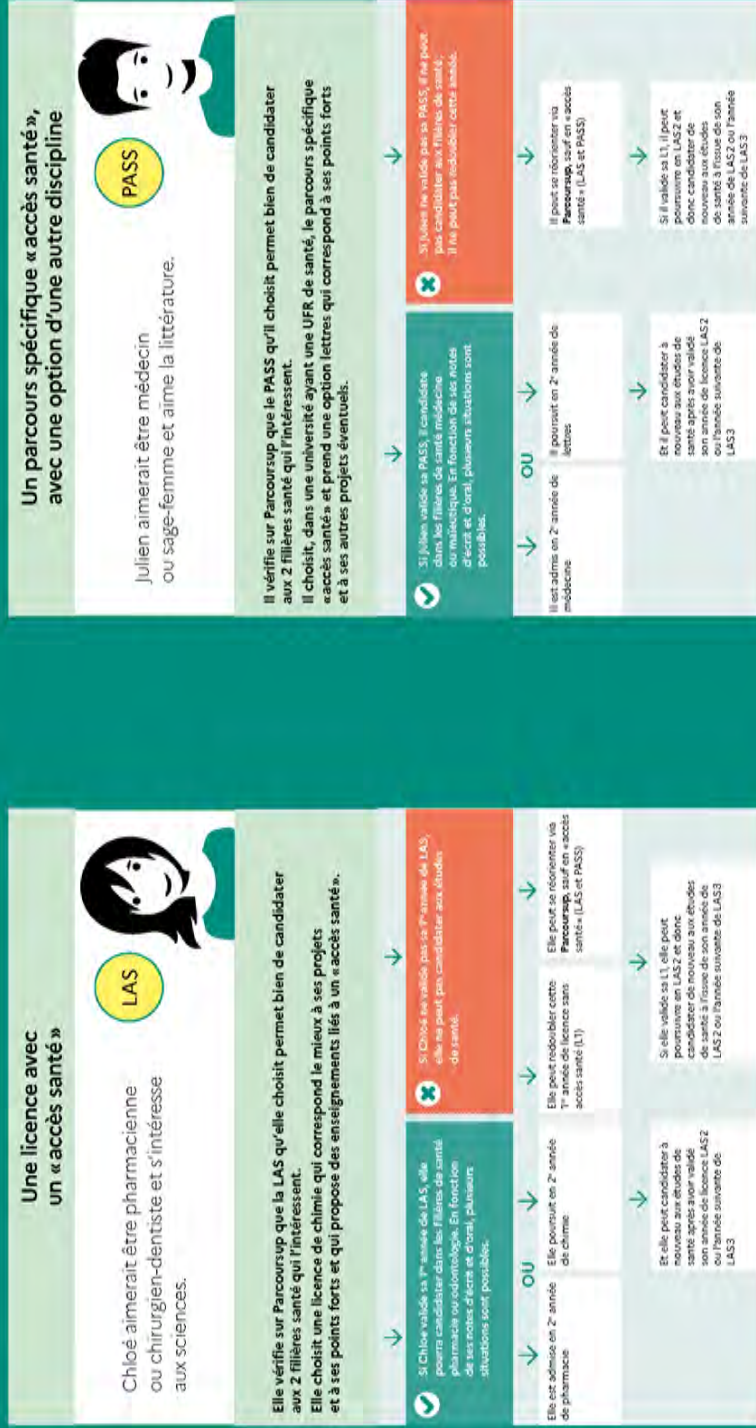 Une licence avec
un «accès santé»
LAS
Chloé aimerait être pharmacienne
ou chirurgien-dentiste et s'intéresse
aux sciences.
Elle vérifie sur Parcoursup que la LAS qu'elle choisit permet bien de candidater
aux 2 filières santé qui l'intéressent.
Elle choisit une licence de chimie qui correspond le mieux à ses projets
et à ses points forts et qui propose des enseignements liés à un «accès santé».
Si Chloé valide sa 1re année de LAS, elle
pourra candidater dans les filières de santé
pharmacie ou odontologie. En fonction
de ses notes d'écrit et d'oral, plusieurs
situations sont possibles.
Si Chloé ne valide pas sa 1re année de LAS,
elle ne peut pas candidater aux études
de santé.
OU
Elle est admise en 2e année
de pharmacie
Elle poursuit en 2e année
de chimie
Elle peut redoubler cette
1re année de licence sans
accès santé (L1)
Elle peut se réorienter via
Parcoursup, sauf en «accès
santé» (LAS et PASS)
Et elle peut candidater à
nouveau aux études de
santé après avoir validé
son année de licence LAS2
ou l'année suivante de
LAS3
Si elle valide sa L1, elle peut
poursuivre en LAS2 et donc
candidater de nouveau aux études
de santé à l'issue de son année de
LAS2 ou l'année suivante de LAS3
Un parcours spécifique «accès santé»,
avec une option d'une autre discipline
PASS
Julien aimerait être médecin
ou sage-femme et aime la littérature.
Il vérifie sur Parcoursup que le PASS qu'il choisit permet bien de candidater
aux 2 filières santé qui l'intéressent.
Il choisit, dans une université ayant une UFR de santé, le parcours spécifique
«accès santé» et prend une option lettres qui correspond à ses points forts
et à ses autres projets éventuels.
Si Julien valide sa PASS, il candidate
dans les filières de santé médecine
ou maïeutique. En fonction de ses notes
d'écrit et d'oral, plusieurs situations sont
possibles.
Si Julien ne valide pas sa PASS, il ne peut
pas candidater aux filières de santé ;
il ne peut pas redoubler cette année.
OU
Il est admis en 2e année de
médecine
Il poursuit en 2e année de
lettres
Il peut se réorienter via
Parcoursup, sauf en «accès
santé» (LAS et PASS)
Et il peut candidater à
nouveau aux études de
santé après avoir validé
son année de licence LAS2
ou l'année suivante de
LAS3
Si il valide sa L1, il peut
poursuivre en LAS2 et
donc candidater de
nouveau aux études
de santé à l'issue de son
année de LAS2 ou l'année
suivante de LAS3